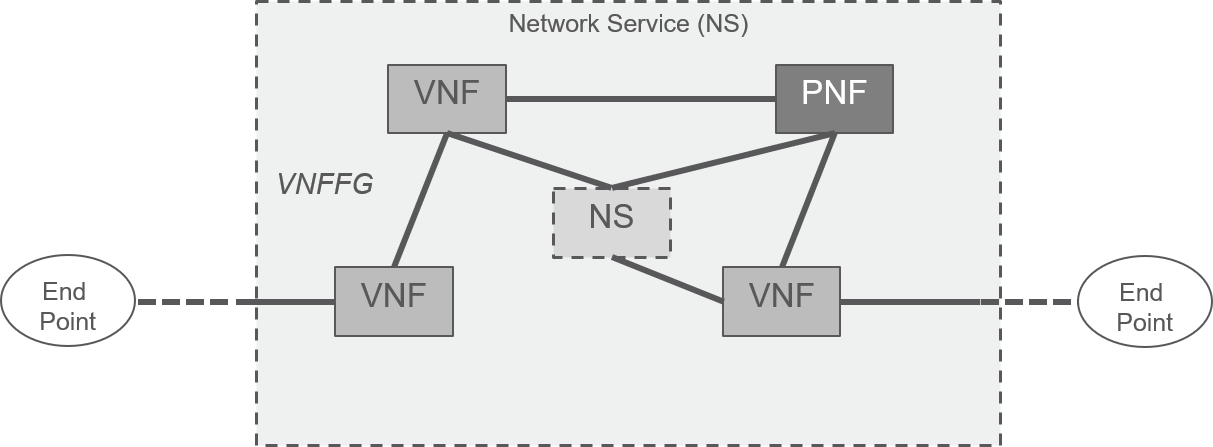 Network Service (NS)
VNF
PNF
VNFFG
NS
End
Point
VNF
VNF
End
Point